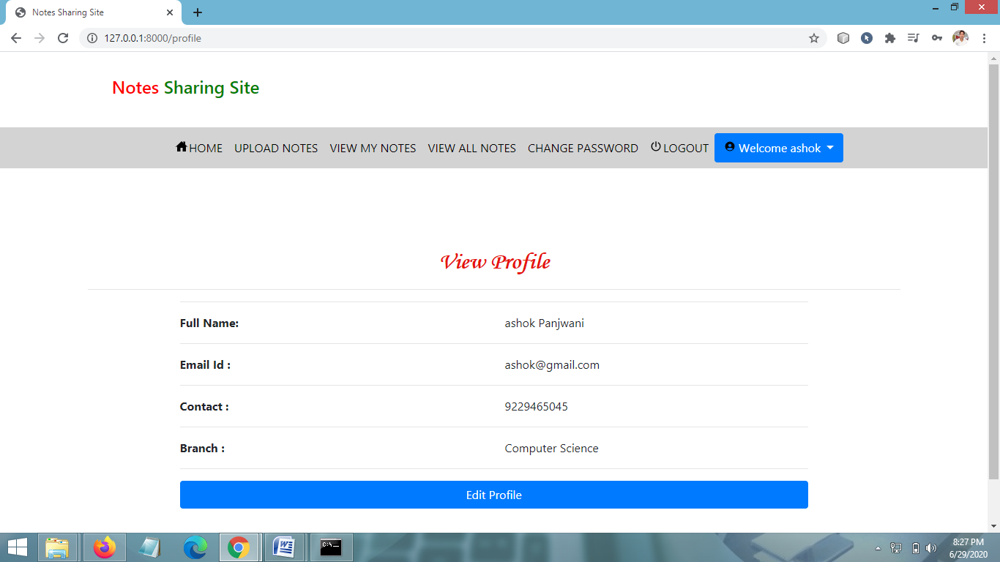 Notes Sharing Site
127.0.0.1:8000/profile
Notes Sharing Site
HOME UPLOAD NOTES VIEW MY NOTES VIEW ALL NOTES CHANGE PASSWORD LOGOUT Welcome ashok
View Profile
Full Name: ashok Panjwani
Email Id : ashok@gmail.com
Contact : 9229465045
Branch : Computer Science
Edit Profile
C:\_
8:27 PM
6/29/2020